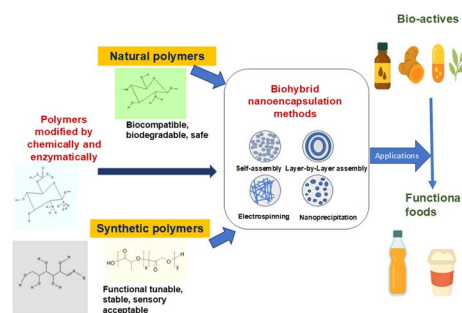 Natural polymers
Biocompatible,
biodegradable, safe
Polymers
modified by
chemically and
enzymatically
Synthetic polymers
HO
O
O
x
O
O
H
y
Functional tunable,
stable, sensory
acceptable
Biohybrid
nanoencapsulation
methods
Self-assembly
Layer-by-Layer assembly
Electrospinning
Nanoprecipitation
Applications
Bio-actives
Functiona
foods